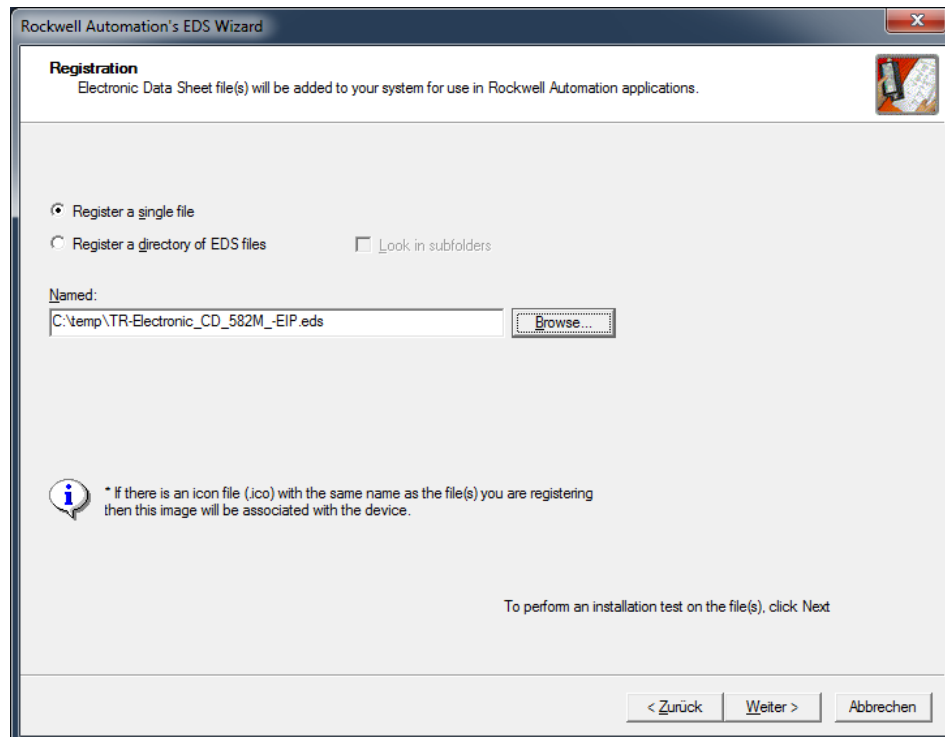 Rockwell Automation's EDS Wizard
Registration
Electronic Data Sheet file(s) will be added to your system for use in Rockwell Automation applications.
Register a single file
Register a directory of EDS files
Look in subfolders
Named:
C:\temp\TR-Electronic_CD_582M_-EIP.eds
Browse...
* If there is an icon file (.ico) with the same name as the file(s) you are registering
then this image will be associated with the device.
To perform an installation test on the file(s), click Next
< Zurück Weiter > Abbrechen